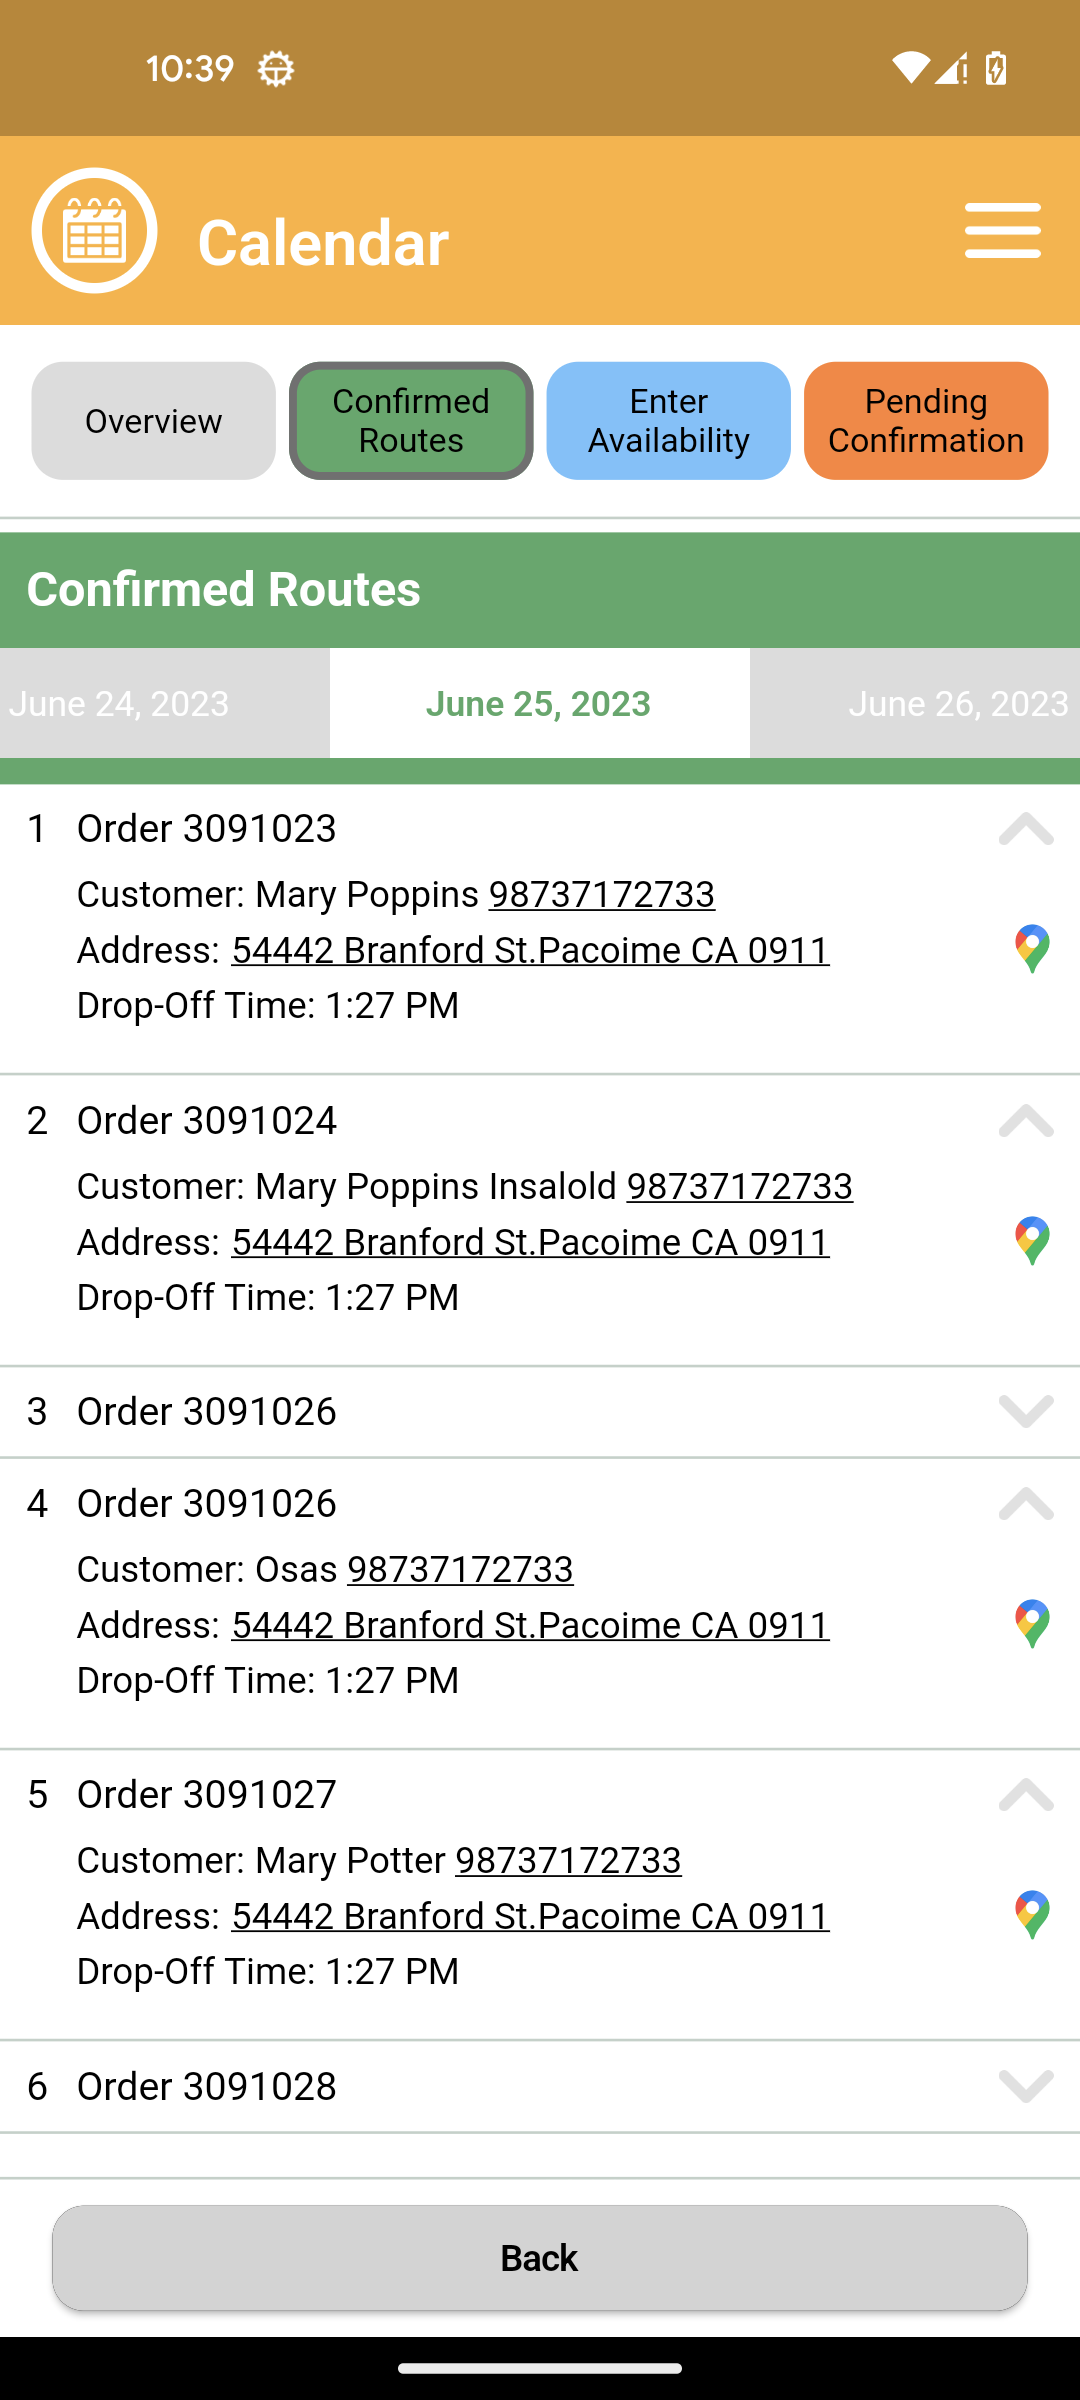 10:39
Calendar
Overview
Confirmed
Routes
Enter
Availability
Pending
Confirmation
Confirmed Routes
June 24, 2023
June 25, 2023
June 26, 2023
1 Order 3091023
Customer: Mary Poppins 98737172733
Address: 54442 Branford St.Pacoime CA 0911
Drop-Off Time: 1:27 PM
2 Order 3091024
Customer: Mary Poppins Insalold 98737172733
Address: 54442 Branford St.Pacoime CA 0911
Drop-Off Time: 1:27 PM
3 Order 3091026
4 Order 3091026
Customer: Osas 98737172733
Address: 54442 Branford St.Pacoime CA 0911
Drop-Off Time: 1:27 PM
5 Order 3091027
Customer: Mary Potter 98737172733
Address: 54442 Branford St.Pacoime CA 0911
Drop-Off Time: 1:27 PM
6 Order 3091028
Back